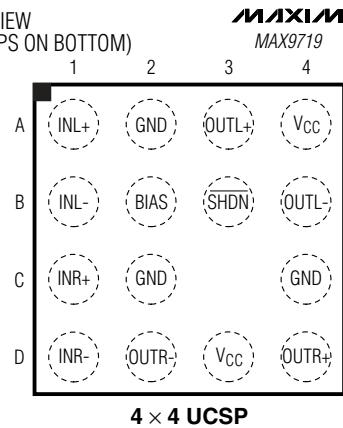 IEW MAXIM
PS ON BOTTOM) MAX9719
1 2 3 4
A INL+ GND OUTL+ VCC
B INL- BIAS SHDN OUTL-
C INR+ GND GND
D INR- OUTR- VCC OUTR+
4 × 4 UCSP